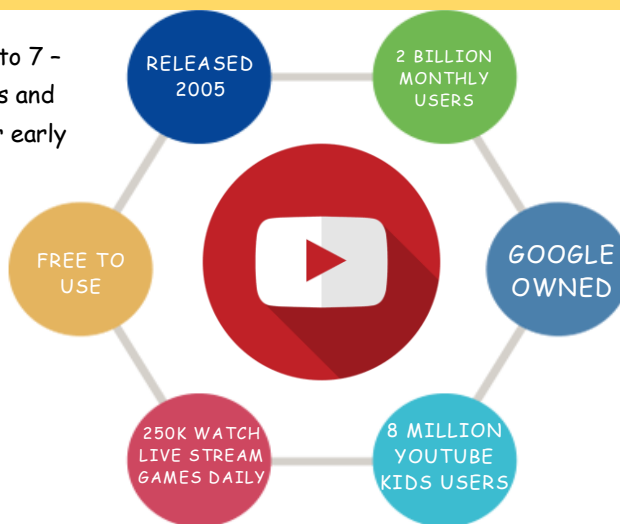 to 7 –
s and
r early
RELEASED
2005
2 BILLION
MONTHLY
USERS
FREE TO
USE
GOOGLE
OWNED
250K WATCH
LIVE STREAM
GAMES DAILY
8 MILLION
YOUTUBE
KIDS USERS